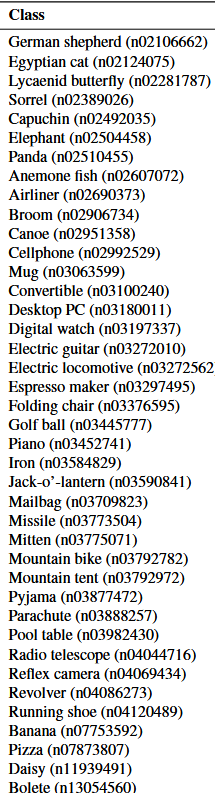 Class
German shepherd (n02106662)
Egyptian cat (n02124075)
Lycaenid butterfly (n02281787)
Sorrel (n02389026)
Capuchin (n02492035)
Elephant (n02504458)
Panda (n02510455)
Anemone fish (n02607072)
Airliner (n02690373)
Broom (n02906734)
Canoe (n02951358)
Cellphone (n02992529)
Mug (n03063599)
Convertible (n03100240)
Desktop PC (n03180011)
Digital watch (n03197337)
Electric guitar (n03272010)
Electric locomotive (n03272562
Espresso maker (n03297495)
Folding chair (n03376595)
Golf ball (n03445777)
Piano (n03452741)
Iron (n03584829)
Jack-o’-lantern (n03590841)
Mailbag (n03709823)
Missile (n03773504)
Mitten (n03775071)
Mountain bike (n03792782)
Mountain tent (n03792972)
Pyjama (n03877472)
Parachute (n03888257)
Pool table (n03982430)
Radio telescope (n04044716)
Reflex camera (n04069434)
Revolver (n04086273)
Running shoe (n04120489)
Banana (n07753592)
Pizza (n07873807)
Daisy (n11939491)
Bolete (n13054560)